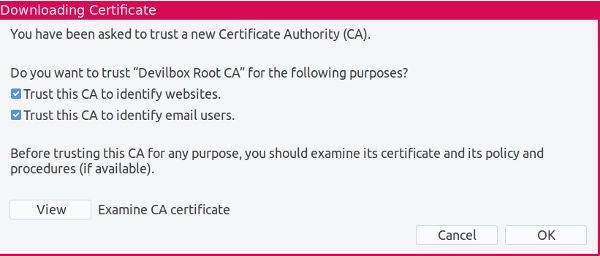 Downloading Certificate
You have been asked to trust a new Certificate Authority (CA).
Do you want to trust “Devilbox Root CA” for the following purposes?
Trust this CA to identify websites.
Trust this CA to identify email users.
Before trusting this CA for any purpose, you should examine its certificate and its policy and
procedures (if available).
View Examine CA certificate
Cancel OK